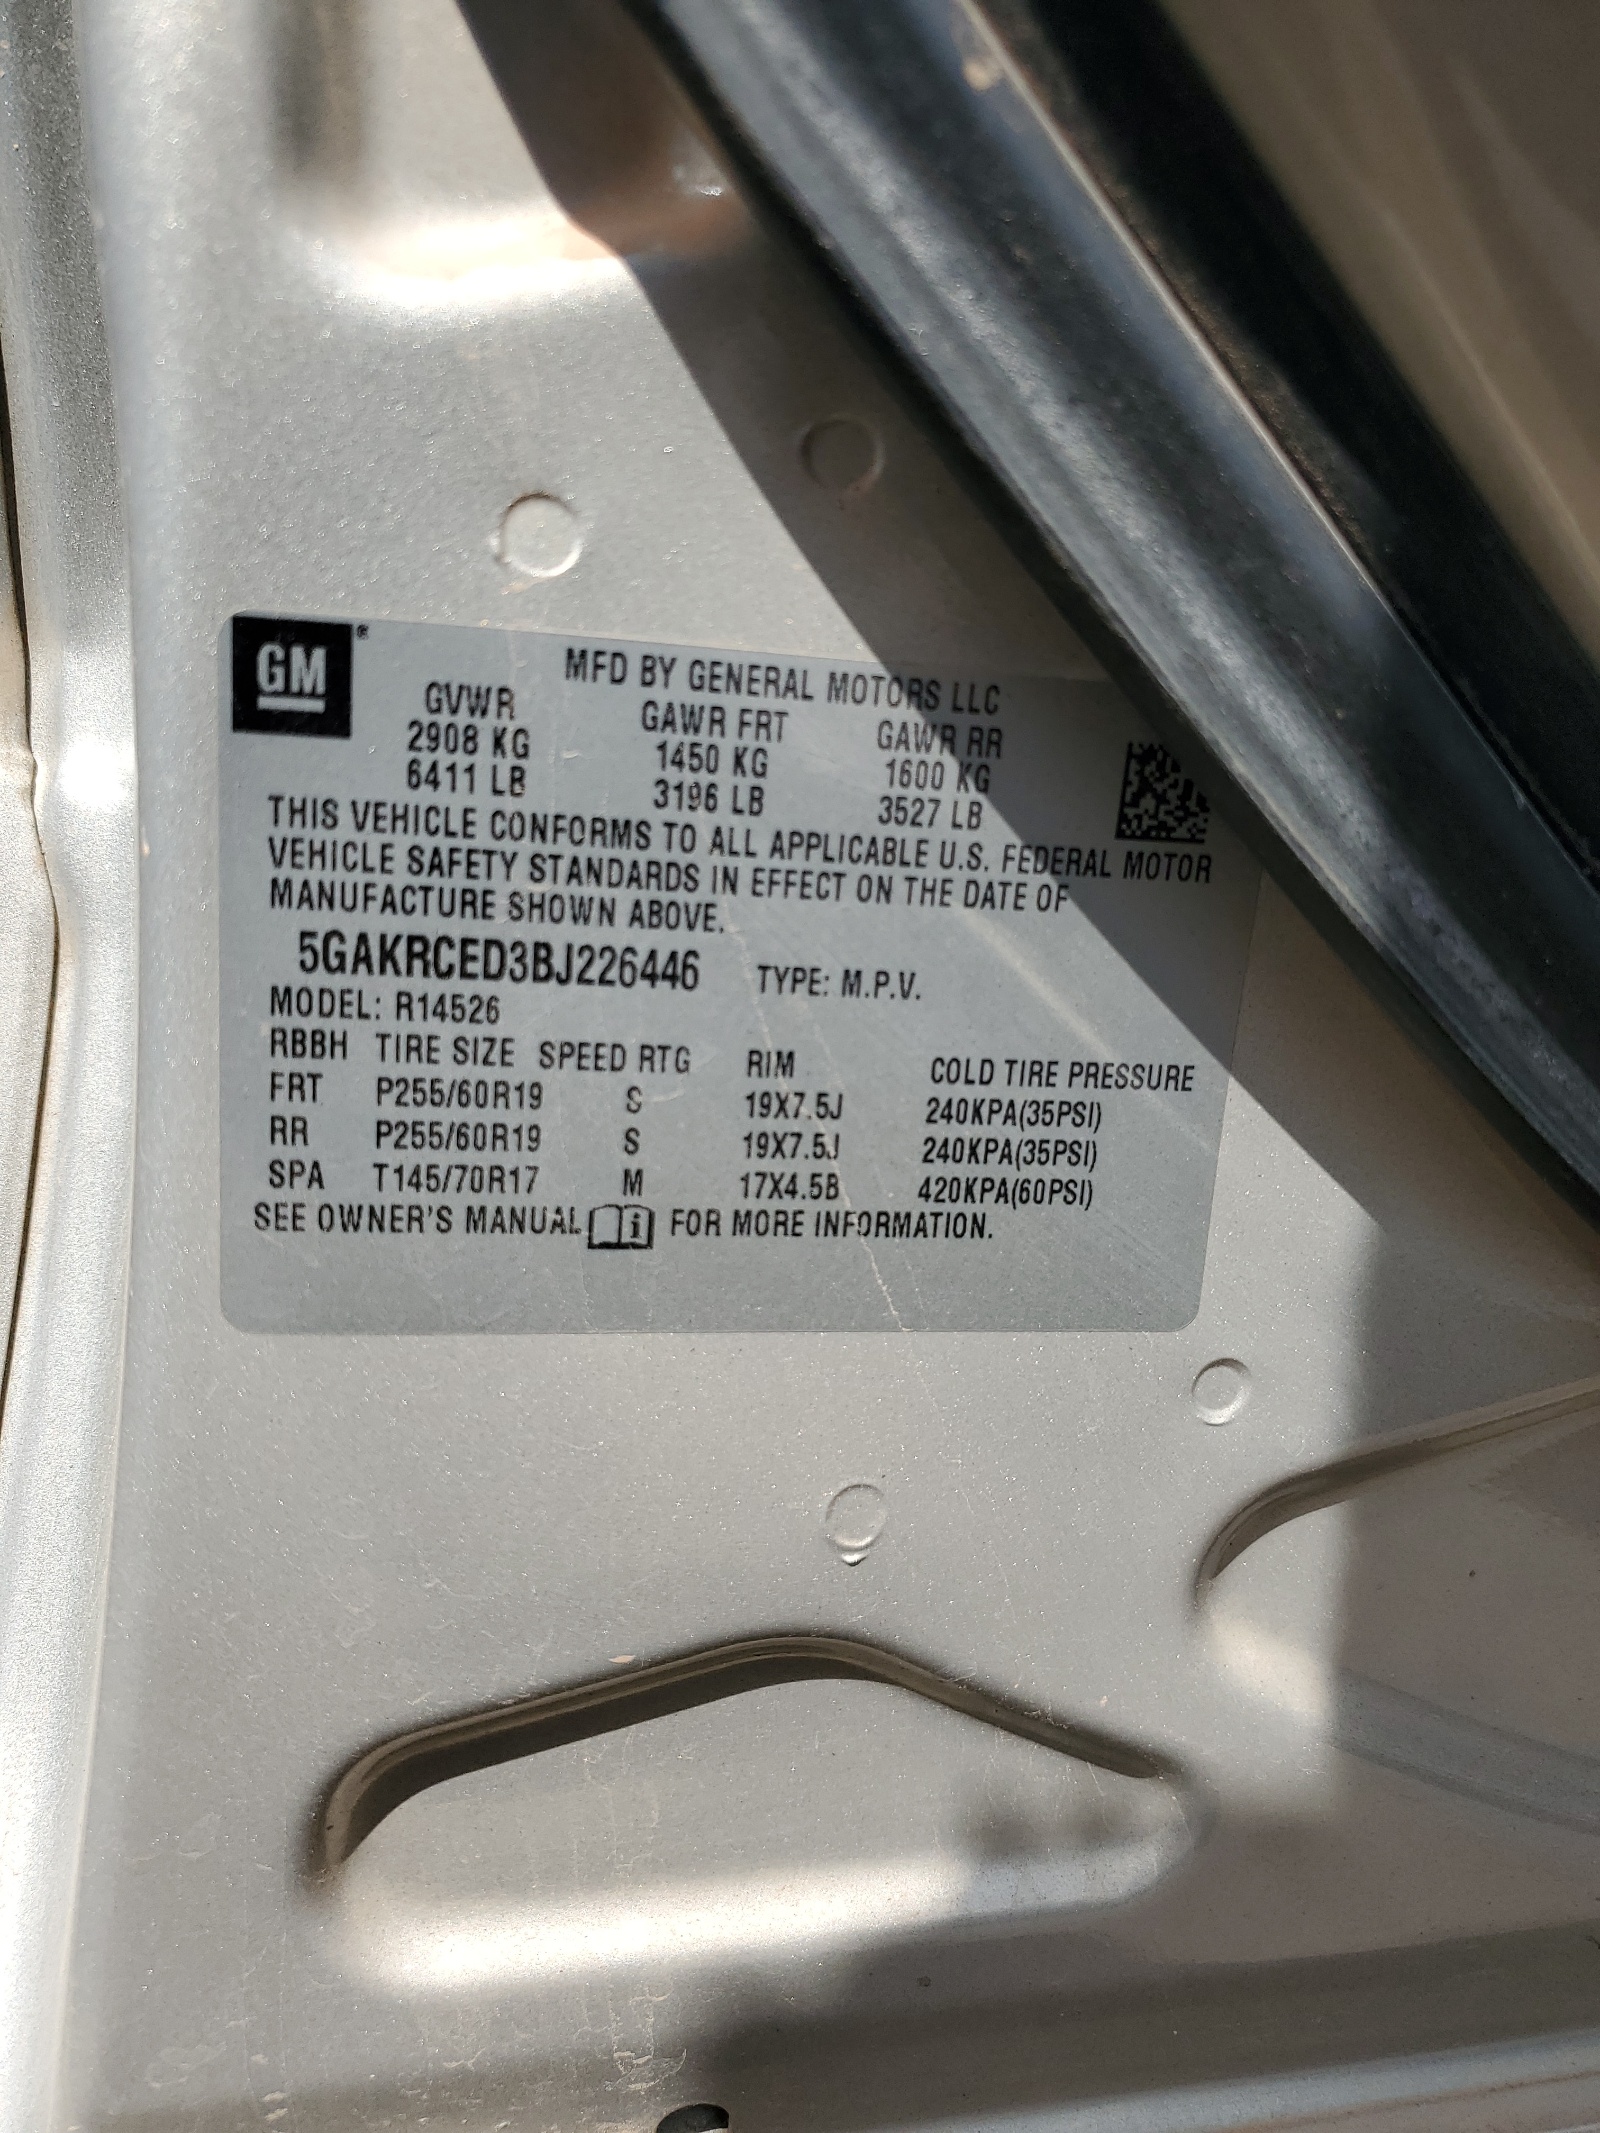 GM®
MFD BY GENERAL MOTORS LLC
GVWR GAWR FRT GAWR RR
2908 KG 1450 KG 1600 KG
6411 LB 3196 LB 3527 LB
THIS VEHICLE CONFORMS TO ALL APPLICABLE U.S. FEDERAL MOTOR
VEHICLE SAFETY STANDARDS IN EFFECT ON THE DATE OF
MANUFACTURE SHOWN ABOVE.
5GAKRCED3BJ226446 TYPE: M.P.V.
MODEL: R14526
RBBH TIRE SIZE SPEED RTG RIM COLD TIRE PRESSURE
FRT P255/60R19 S 19X7.5J 240KPA(35PSI)
RR P255/60R19 S 19X7.5J 240KPA(35PSI)
SPA T145/70R17 M 17X4.5B 420KPA(60PSI)
SEE OWNER'S MANUAL i FOR MORE INFORMATION.